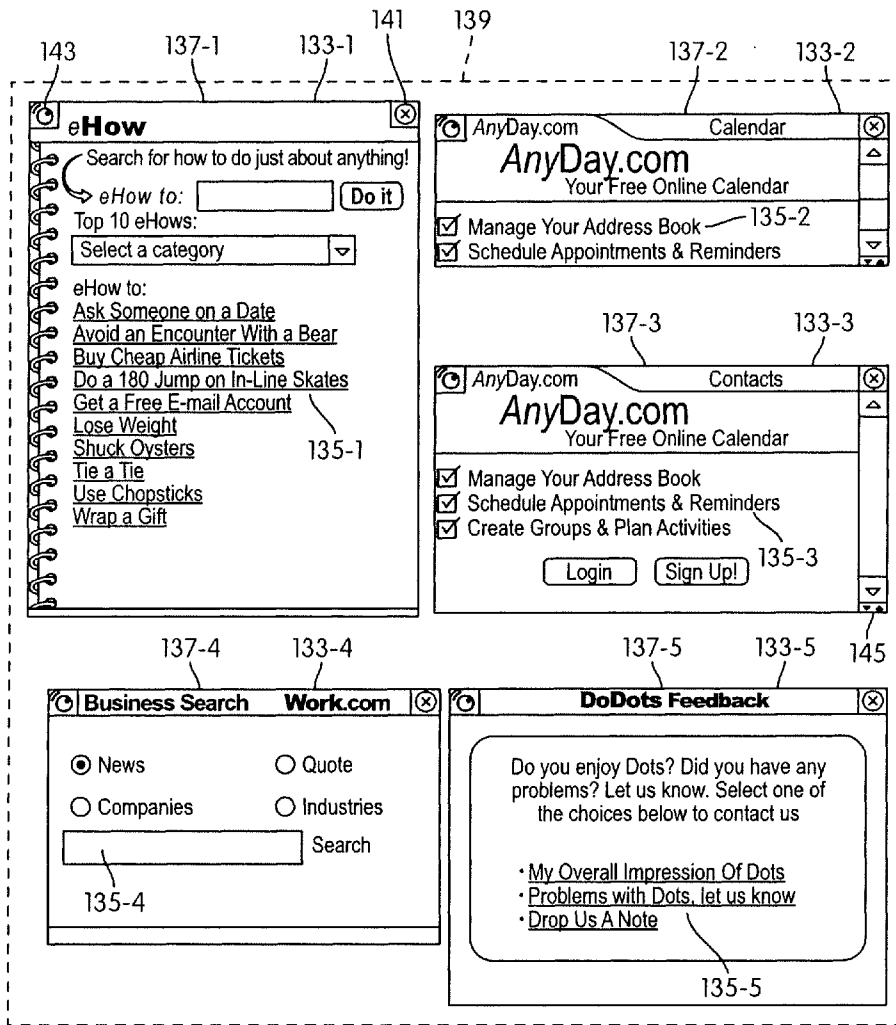 143 137-1 133-1 141 139 137-2 133-2
eHow
Search for how to do just about anything!
eHow to: Do it
Top 10 eHows:
Select a category
eHow to:
Ask Someone on a Date
Avoid an Encounter With a Bear
Buy Cheap Airline Tickets
Do a 180 Jump on In-Line Skates
Get a Free E-mail Account
Lose Weight
Shuck Oysters
Tie a Tie
Use Chopsticks
Wrap a Gift
135-1
AnyDay.com Calendar
AnyDay.com
Your Free Online Calendar
Manage Your Address Book 135-2
Schedule Appointments & Reminders
137-3 133-3
AnyDay.com Contacts
AnyDay.com
Your Free Online Calendar
Manage Your Address Book
Schedule Appointments & Reminders
Create Groups & Plan Activities
135-3
Login Sign Up!
145
137-4 133-4
Business Search Work.com
News Quote
Companies Industries
Search
135-4
137-5 133-5
DoDots Feedback
Do you enjoy Dots? Did you have any
problems? Let us know. Select one of
the choices below to contact us
· My Overall Impression Of Dots
· Problems with Dots, let us know
· Drop Us A Note
135-5